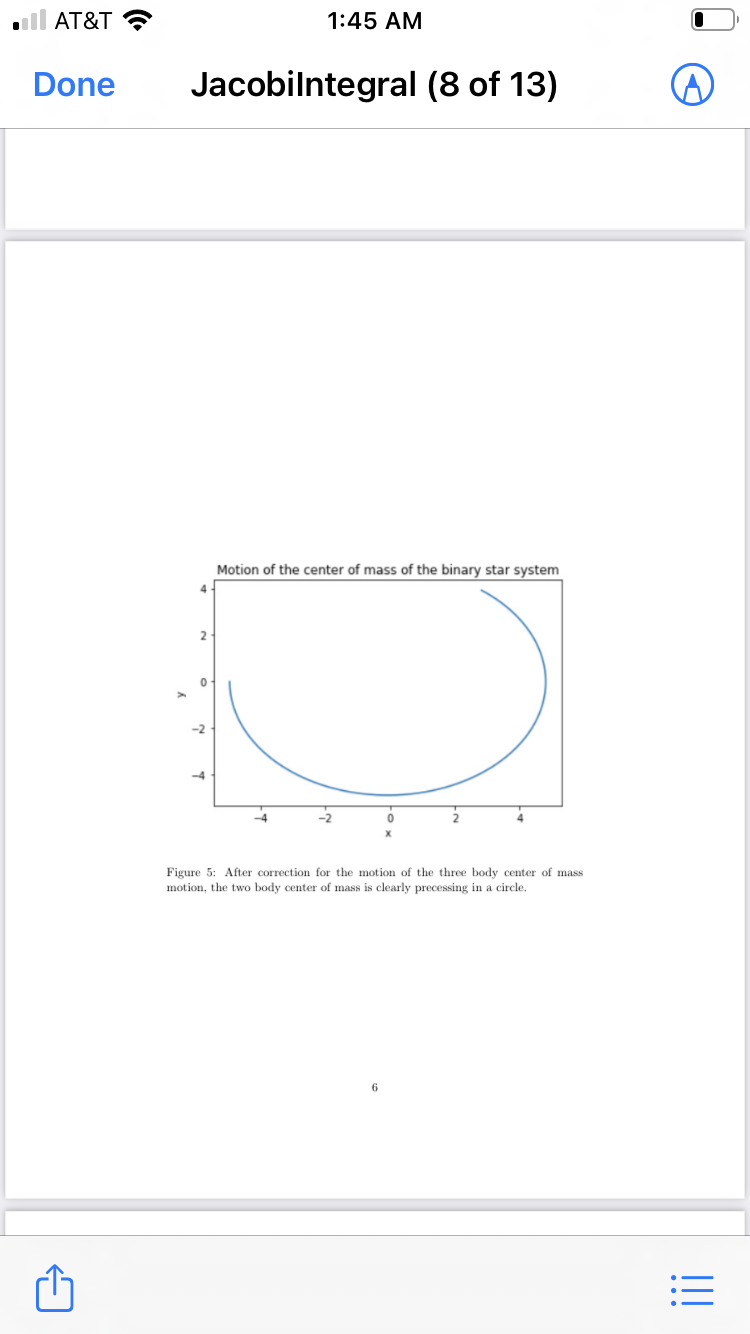 AT&T 1:45 AM
Done JacobiIntegral (8 of 13)
Motion of the center of mass of the binary star system
4
2
0
y
−2
−4
−4 −2 0 2 4
x
Figure 5: After correction for the motion of the three body center of mass
motion, the two body center of mass is clearly precessing in a circle.
6